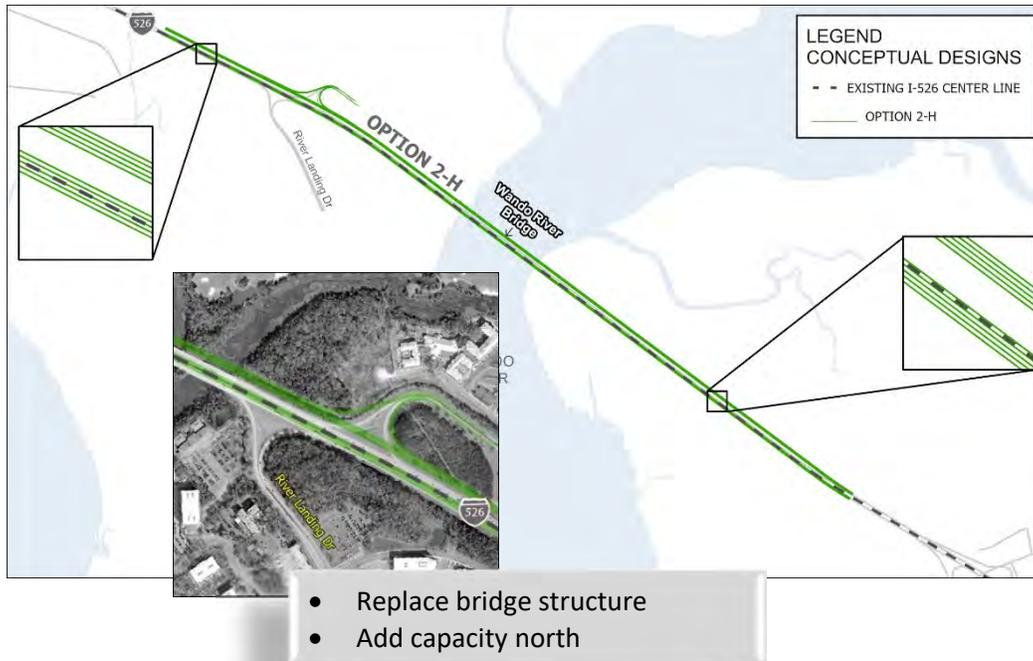 526
LEGEND
CONCEPTUAL DESIGNS
EXISTING I-526 CENTER LINE
OPTION 2-H
River Landing Dr
OPTION 2-H
Wando River
Bridge
DO
R
River Landing Dr
526
• Replace bridge structure
• Add capacity north